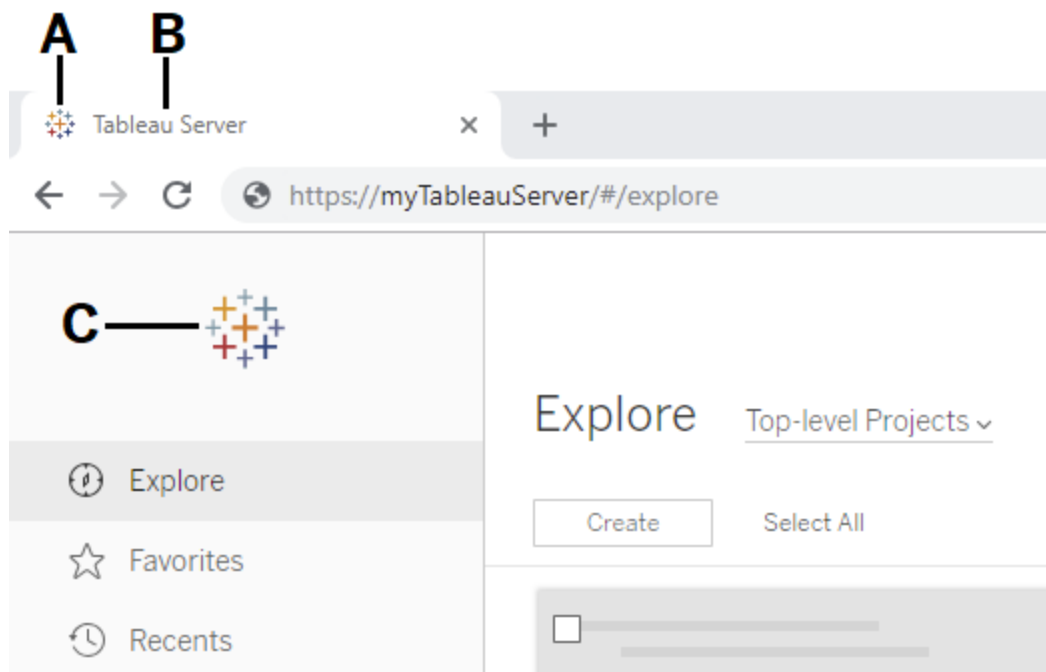 A B
Tableau Server
https://myTableauServer/#/explore
C
Explore Top-level Projects
Create Select All
Explore
Favorites
Recents